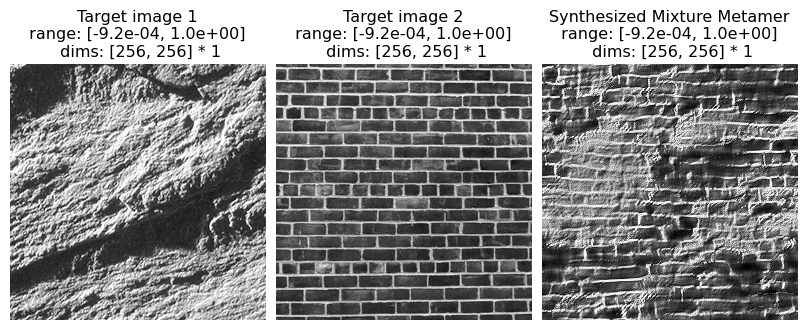 Target image 1
range: [-9.2e-04, 1.0e+00]
dims: [256, 256] * 1
Target image 2
range: [-9.2e-04, 1.0e+00]
dims: [256, 256] * 1
Synthesized Mixture Metamer
range: [-9.2e-04, 1.0e+00]
dims: [256, 256] * 1